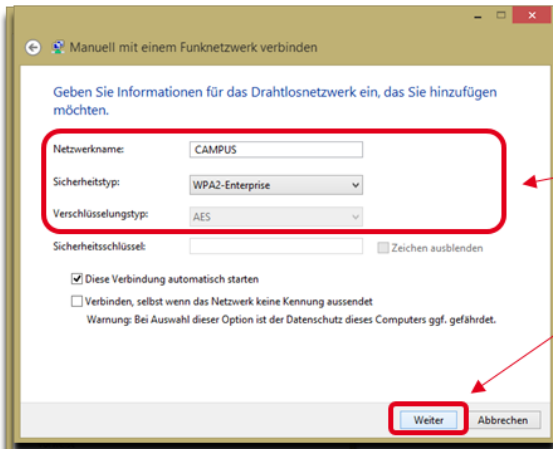 Manuell mit einem Funknetzwerk verbinden
Geben Sie Informationen für das Drahtlosnetzwerk ein, das Sie hinzufügen
möchten.
Netzwerkname: CAMPUS
Sicherheitstyp: WPA2-Enterprise
Verschlüsselungstyp: AES
Sicherheitsschlüssel: Zeichen ausblenden
Diese Verbindung automatisch starten
Verbinden, selbst wenn das Netzwerk keine Kennung aussendet
Warnung: Bei Auswahl dieser Option ist der Datenschutz dieses Computers ggf. gefährdet.
Weiter Abbrechen